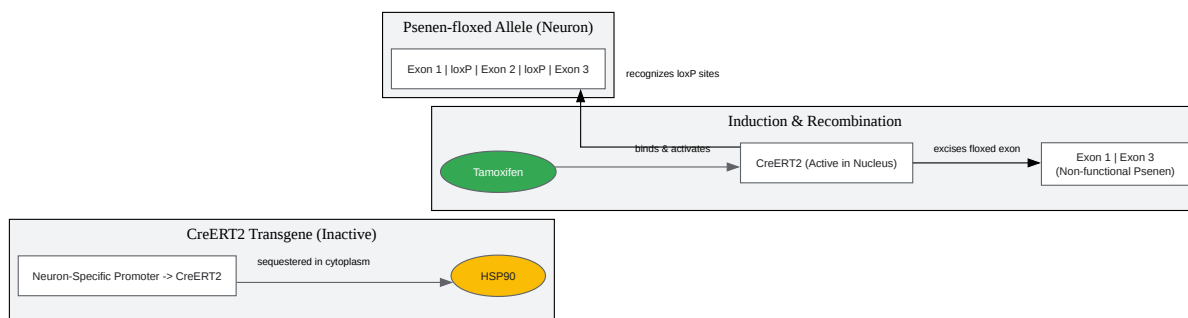 Psenen-floxed Allele (Neuron)
Exon 1 | loxP | Exon 2 | loxP | Exon 3
recognizes loxP sites
Induction & Recombination
Tamoxifen
binds & activates
CreERT2 (Active in Nucleus)
excises floxed exon
Exon 1 | Exon 3
(Non-functional Psenen)
CreERT2 Transgene (Inactive)
Neuron-Specific Promoter -> CreERT2
sequestered in cytoplasm
HSP90